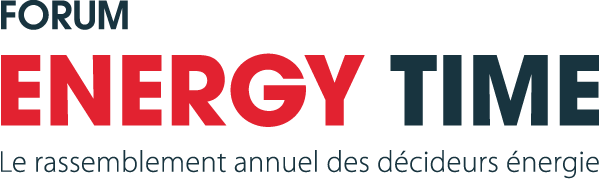 FORUM
ENERGY TIME
Le rassemblement annuel des décideurs énergie